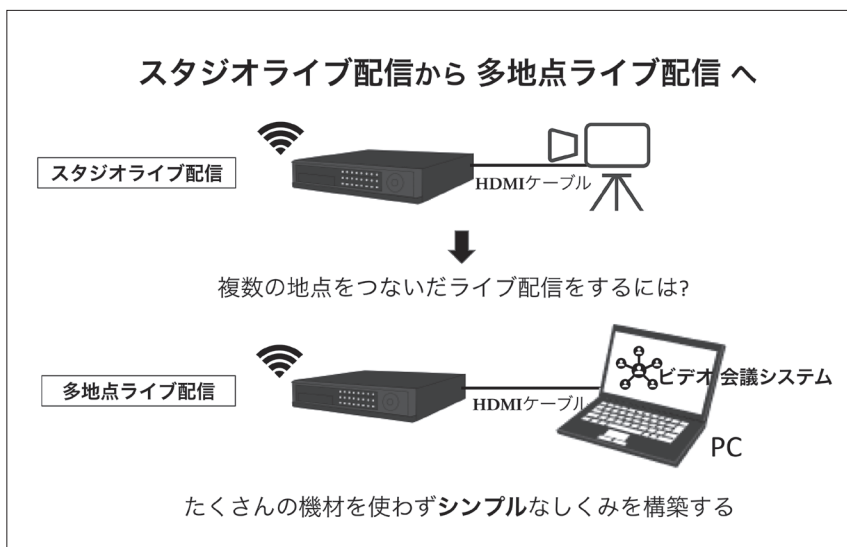 スタジオライブ配信から 多地点ライブ配信 へ
スタジオライブ配信
HDMIケーブル
複数の地点をつないだライブ配信をするには?
多地点ライブ配信
HDMIケーブル
ビデオ会議システム
PC
たくさんの機材を使わずシンプルなしくみを構築する